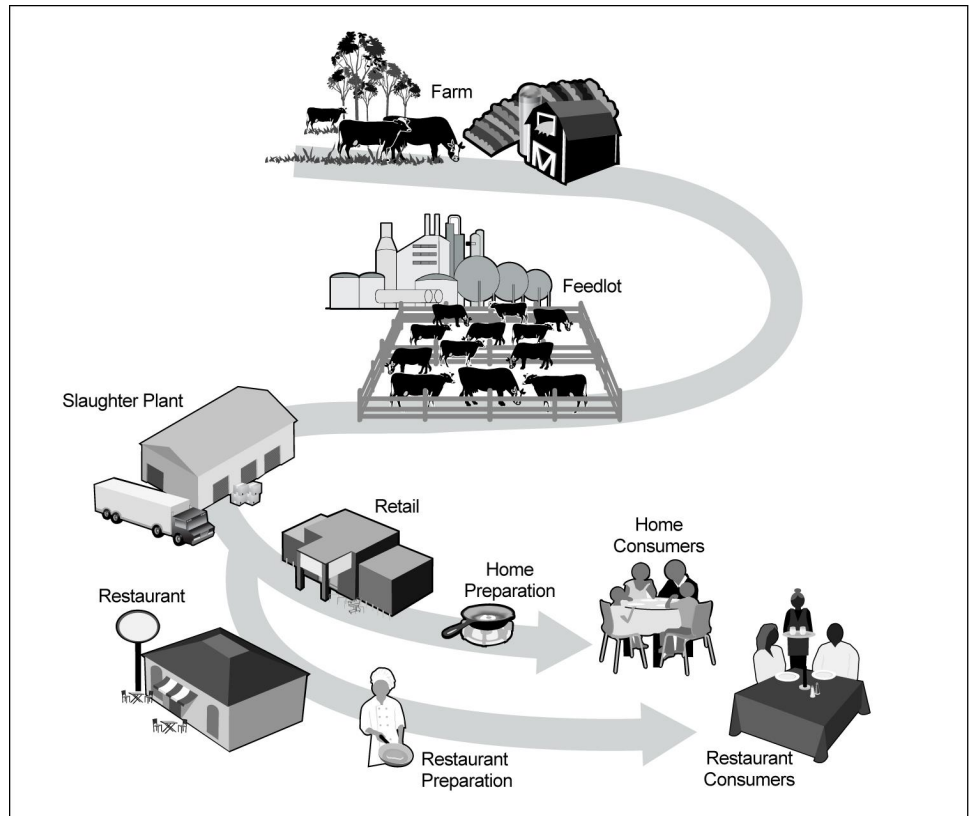 Farm
Feedlot
Slaughter Plant
Retail
Home
Consumers
Home
Preparation
Restaurant
Restaurant
Preparation
Restaurant
Consumers